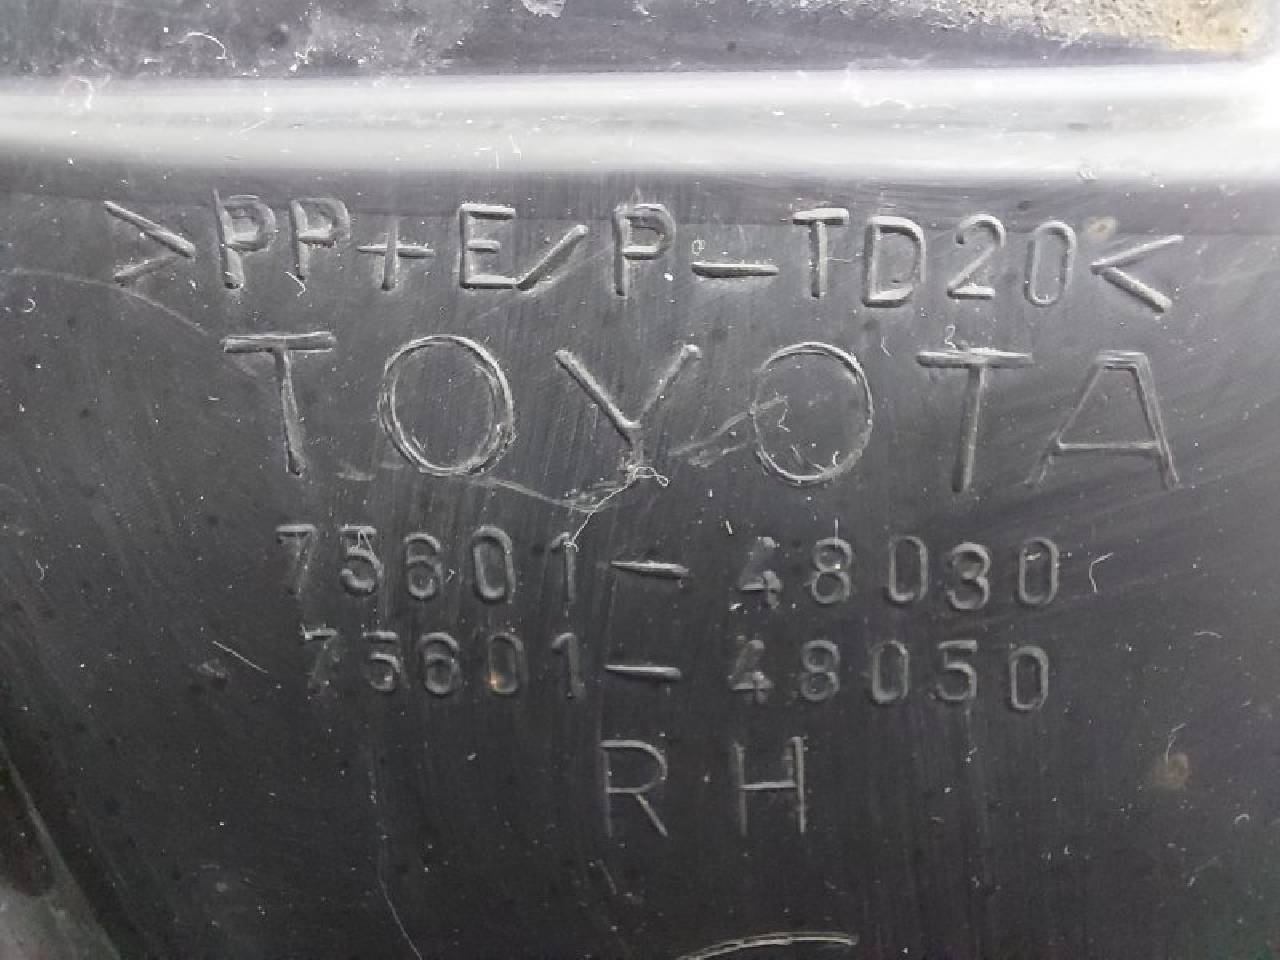 >PP+E/P-TD20<
TOYOTA
75601-48030
75601-48050
RH